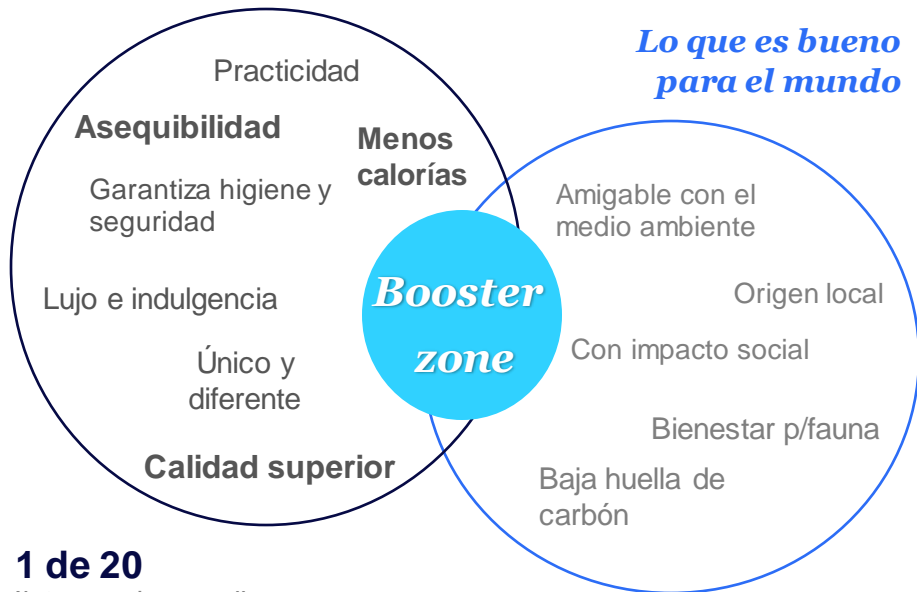 Lo que es bueno
para el mundo
Practicidad
Asequibilidad
Menos
calorías
Garantiza higiene y
seguridad
Lujo e indulgencia
Único y
diferente
Calidad superior
Booster
zone
Amigable con el
medio ambiente
Origen local
Con impacto social
Bienestar p/fauna
Baja huella de
carbón
1 de 20